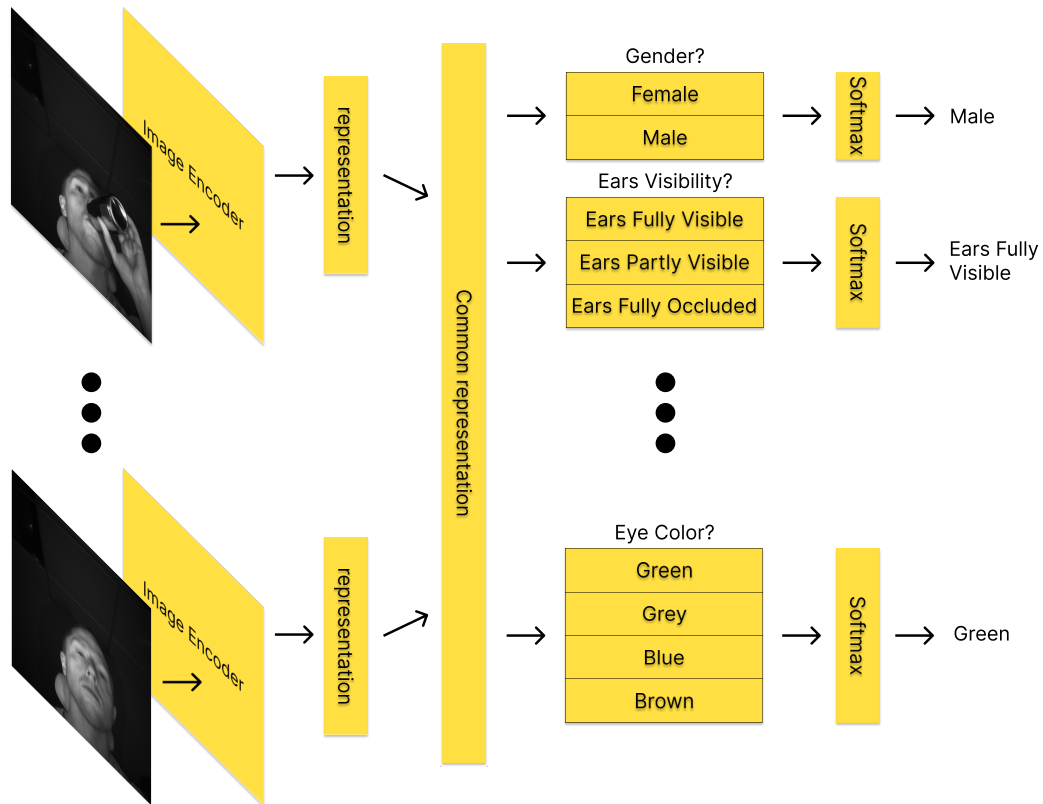 Image Encoder
representation
Common representation
Gender?
Female
Male
Softmax
Male
Ears Visibility?
Ears Fully Visible
Ears Partly Visible
Ears Fully Occluded
Softmax
Ears Fully
Visible
Image Encoder
representation
Eye Color?
Green
Grey
Blue
Brown
Softmax
Green